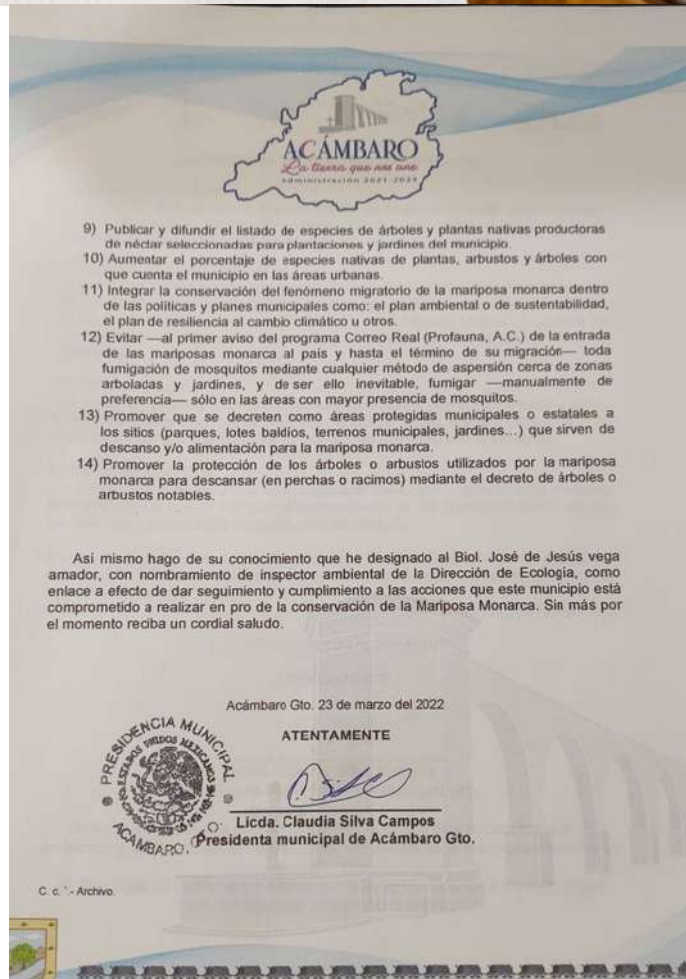 ACÁMBARO
La tierra que nos une
administración 2021-2024
9) Publicar y difundir el listado de especies de árboles y plantas nativas productoras
de néctar seleccionadas para plantaciones y jardines del municipio.
10) Aumentar el porcentaje de especies nativas de plantas, arbustos y árboles con
que cuenta el municipio en las áreas urbanas.
11) Integrar la conservación del fenómeno migratorio de la mariposa monarca dentro
de las políticas y planes municipales como: el plan ambiental o de sustentabilidad,
el plan de resiliencia al cambio climático u otros.
12) Evitar —al primer aviso del programa Correo Real (Profauna, A.C.) de la entrada
de las mariposas monarca al país y hasta el término de su migración— toda
fumigación de mosquitos mediante cualquier método de aspersión cerca de zonas
arboladas y jardines, y de ser ello inevitable, fumigar —manualmente de
preferencia— sólo en las áreas con mayor presencia de mosquitos.
13) Promover que se decreten como áreas protegidas municipales o estatales a
los sitios (parques, lotes baldíos, terrenos municipales, jardines...) que sirven de
descanso y/o alimentación para la mariposa monarca.
14) Promover la protección de los árboles o arbustos utilizados por la mariposa
monarca para descansar (en perchas o racimos) mediante el decreto de árboles o
arbustos notables.
Asi mismo hago de su conocimiento que he designado al Biol. José de Jesús vega
amador, con nombramiento de inspector ambiental de la Dirección de Ecología, como
enlace a efecto de dar seguimiento y cumplimiento a las acciones que este municipio está
comprometido a realizar en pro de la conservación de la Mariposa Monarca. Sin más por
el momento reciba un cordial saludo.
Acámbaro Gto. 23 de marzo del 2022
ATENTAMENTE
PRESIDENCIA MUNICIPAL
ESTADOS UNIDOS MEXICANOS
ACAMBARO, GTO.
Licda. Claudia Silva Campos
Presidenta municipal de Acámbaro Gto.
C. c. - Archivo.